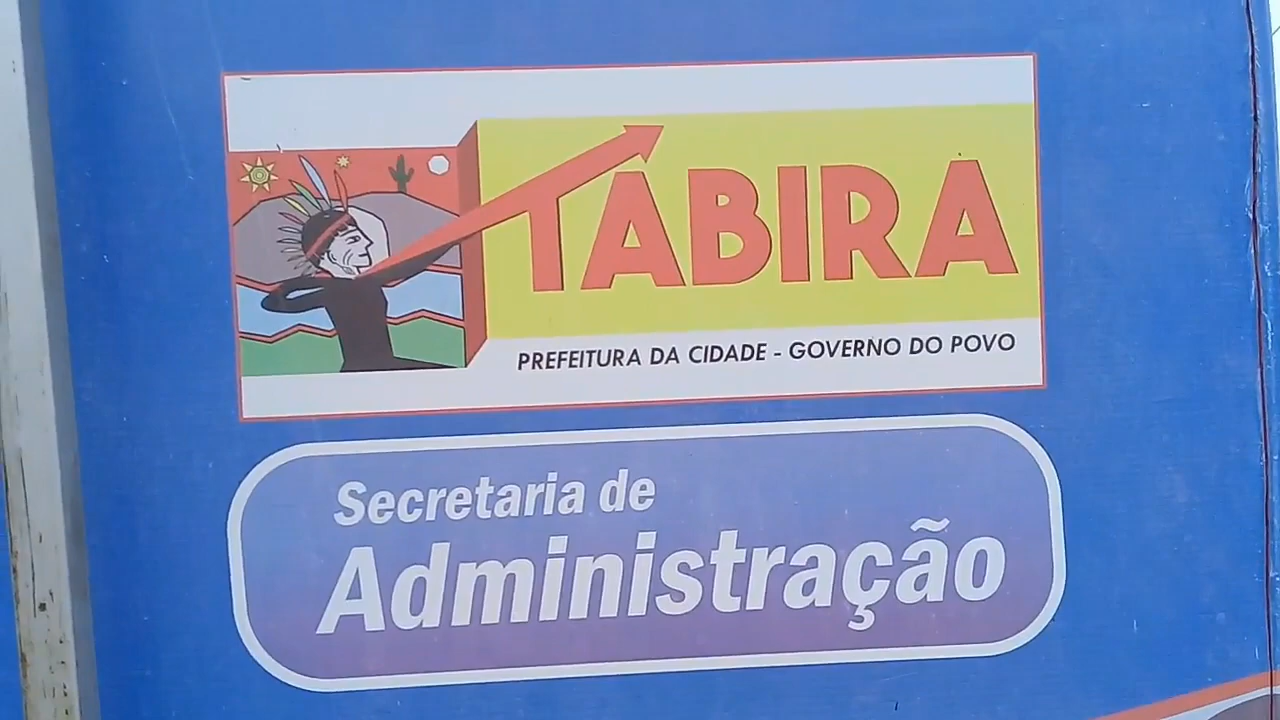 TABIRA
PREFEITURA DA CIDADE - GOVERNO DO POVO
Secretaria de
Administração